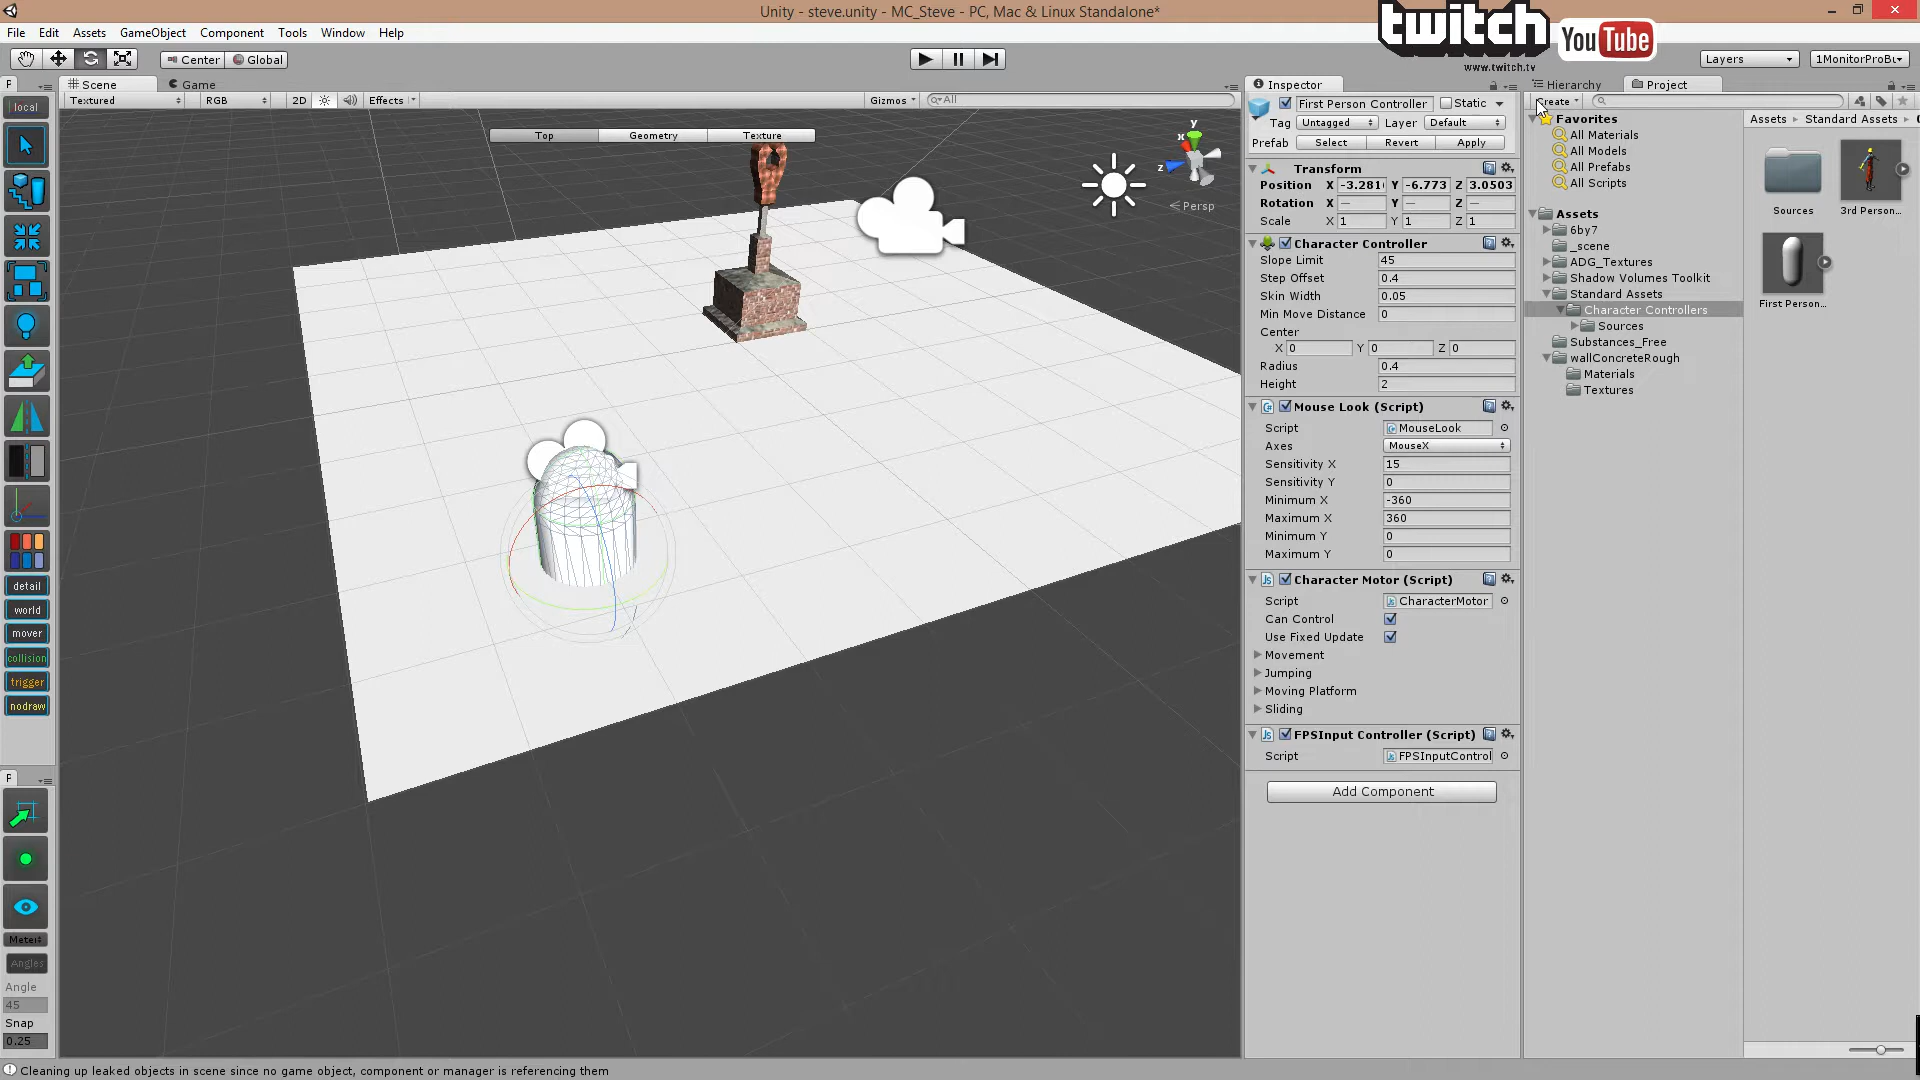 Unity - steve.unity - MC_Steve - PC, Mac & Linux Standalone*
File Edit Assets GameObject Component Tools Window Help
twitch
www.twitch.tv
YouTube
Center Global
Layers 1MonitorProBu
P
Scene Game
Textured RGB 2D Effects Gizmos All
Top Geometry Texture
x y z
Persp
local
detail
world
mover
collision
trigger
nodraw
P
Meter
Angles
Angle
45
Snap
0.25
Inspector
First Person Controller Static
Tag Untagged Layer Default
Prefab Select Revert Apply
Transform
Position X -3.281 Y -6.773 Z 3.0503
Rotation X — Y — Z —
Scale X 1 Y 1 Z 1
Character Controller
Slope Limit 45
Step Offset 0.4
Skin Width 0.05
Min Move Distance 0
Center
X 0 Y 0 Z 0
Radius 0.4
Height 2
Mouse Look (Script)
Script MouseLook
Axes MouseX
Sensitivity X 15
Sensitivity Y 0
Minimum X -360
Maximum X 360
Minimum Y 0
Maximum Y 0
Character Motor (Script)
Script CharacterMotor
Can Control
Use Fixed Update
Movement
Jumping
Moving Platform
Sliding
FPSInput Controller (Script)
Script FPSInputControl
Add Component
Hierarchy Project
Create
Favorites
All Materials
All Models
All Prefabs
All Scripts
Assets
6by7
_scene
ADG_Textures
Shadow Volumes Toolkit
Standard Assets
Character Controllers
Sources
Substances_Free
wallConcreteRough
Materials
Textures
Assets Standard Assets
Sources
3rd Person...
First Person...
Cleaning up leaked objects in scene since no game object, component or manager is referencing them